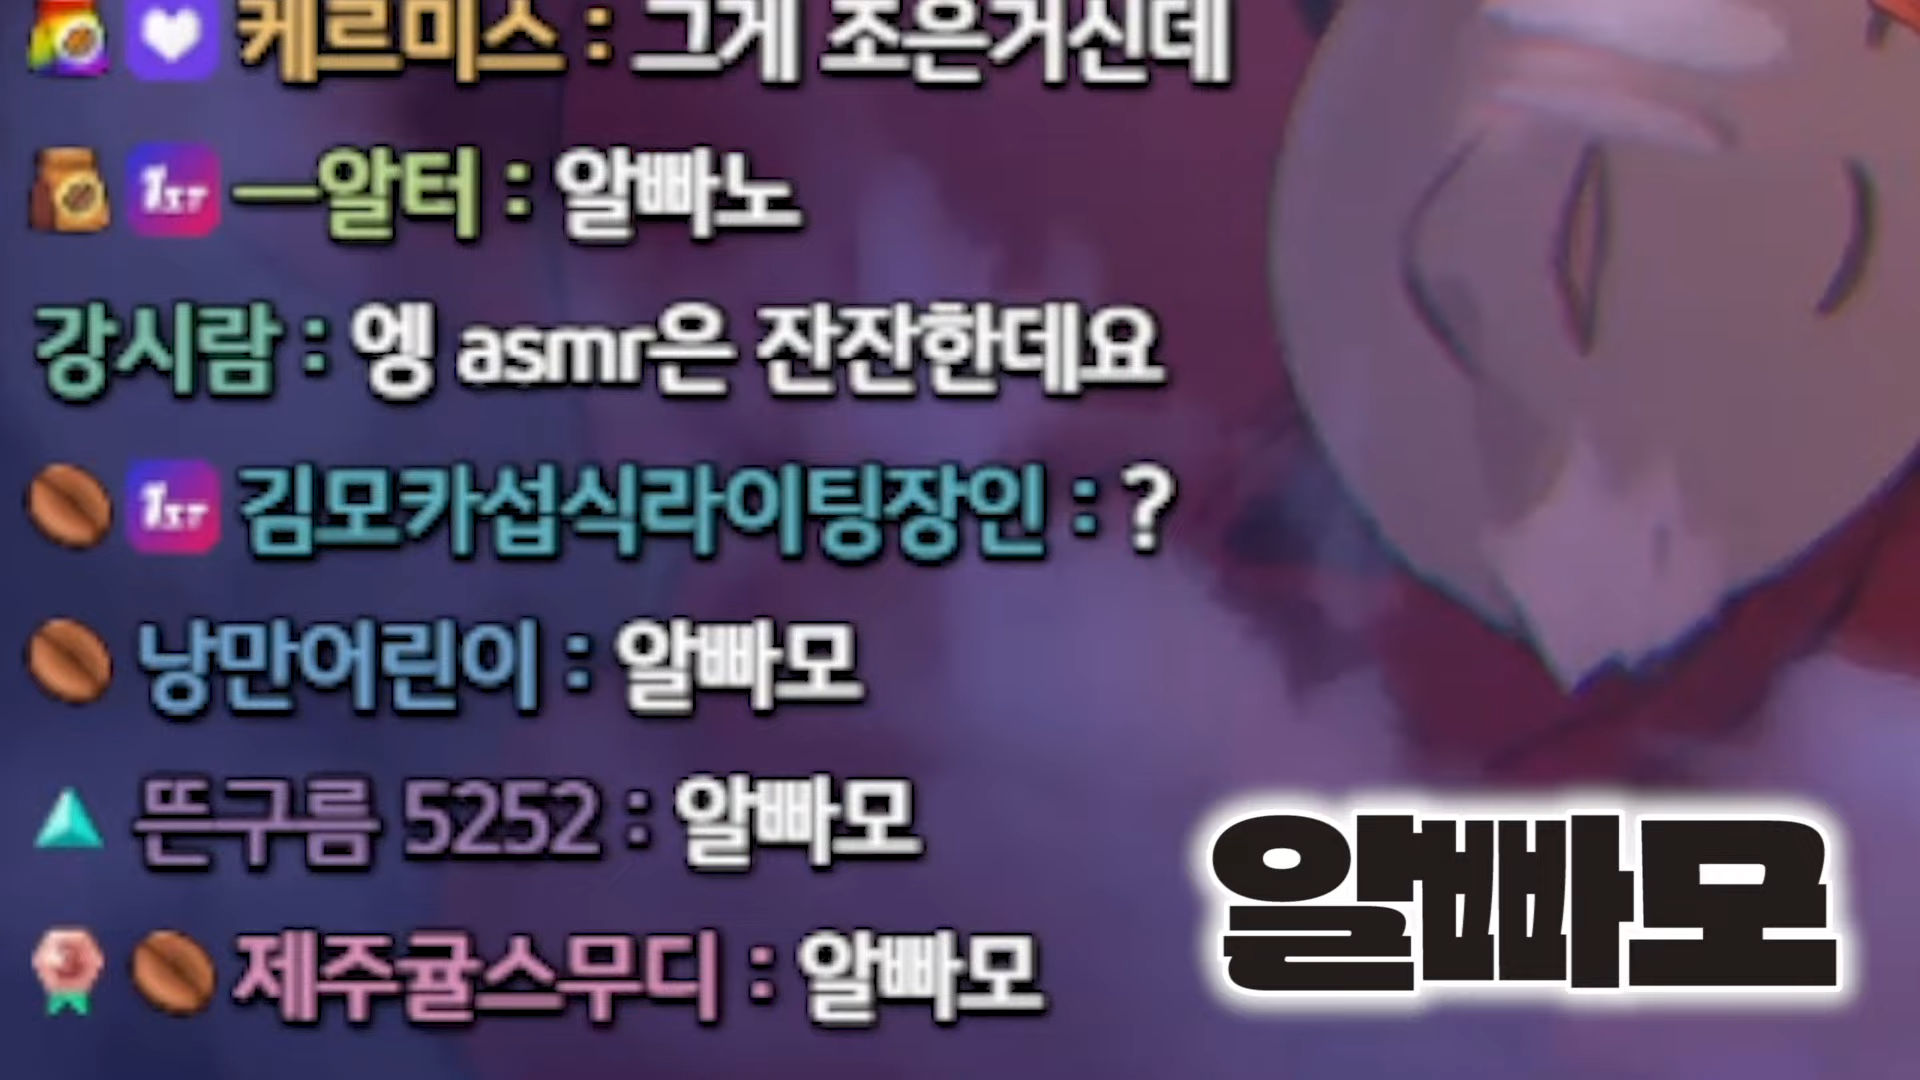 케르미스 : 그게 조은거신데
1ST ―알터 : 알빠노
강시람 : 엥 asmr은 잔잔한데요
1ST 김모카섭식라이팅장인 : ?
낭만어린이 : 알빠모
뜬구름 5252 : 알빠모
3 제주귤스무디 : 알빠모
알빠모